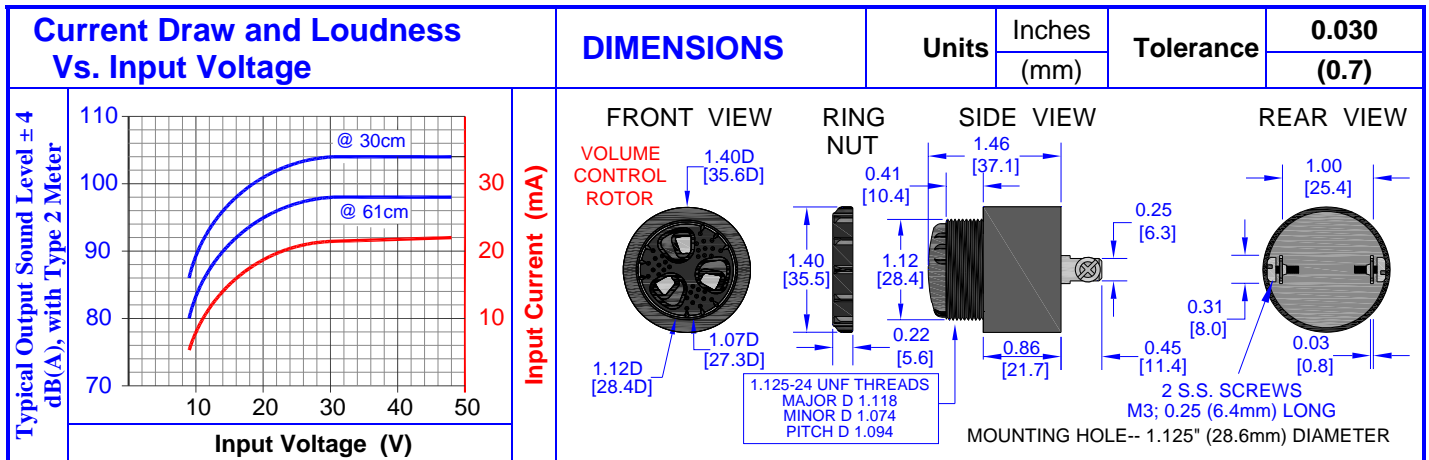 Current Draw and Loudness
Vs. Input Voltage
DIMENSIONS
Units
Inches
(mm)
Tolerance
0.030
(0.7)
Typical Output Sound Level ± 4
dB(A), with Type 2 Meter
110
100
90
80
70
@ 30cm
@ 61cm
30
20
10
Input Current (mA)
10 20 30 40 50
Input Voltage (V)
FRONT VIEW
VOLUME
CONTROL
ROTOR
1.40D
[35.6D]
1.07D
[27.3D]
1.12D
[28.4D]
RING
NUT
1.40
[35.5]
0.22
[5.6]
SIDE VIEW
1.46
[37.1]
0.41
[10.4]
1.12
[28.4]
0.25
[6.3]
0.86
[21.7]
0.45
[11.4]
1.125-24 UNF THREADS
MAJOR D 1.118
MINOR D 1.074
PITCH D 1.094
REAR VIEW
1.00
[25.4]
0.31
[8.0]
0.03
[0.8]
2 S.S. SCREWS
M3; 0.25 (6.4mm) LONG
MOUNTING HOLE-- 1.125" (28.6mm) DIAMETER